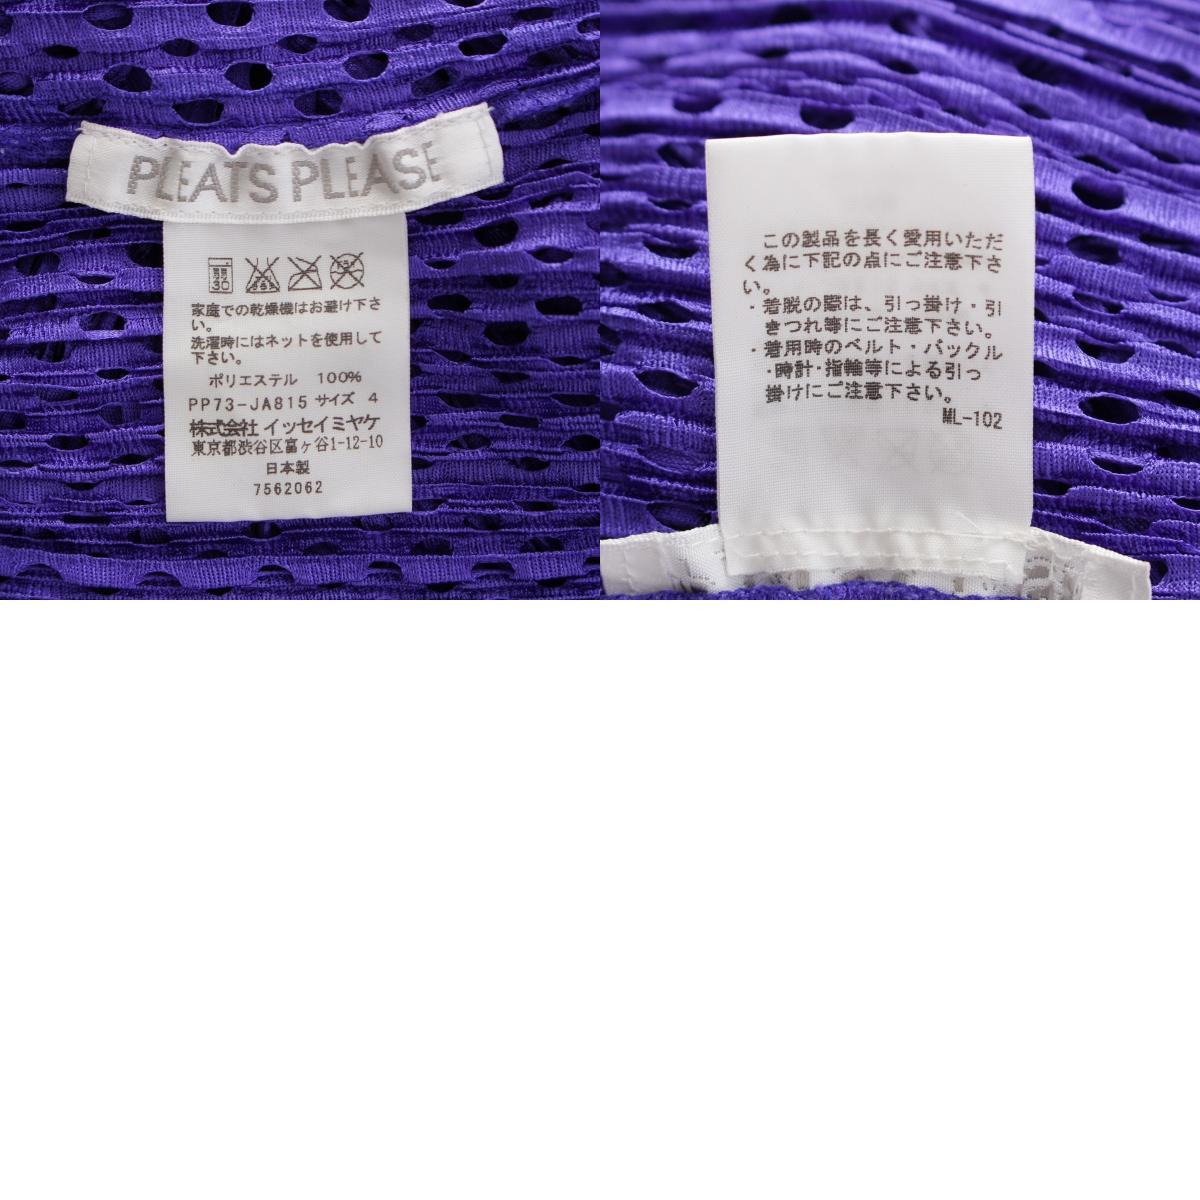 PLEATS PLEASE
30
家庭での乾燥機はお避け下さ
い。
洗濯時にはネットを使用して
下さい。
ポリエステル 100%
PP73-JA815 サイズ 4
株式会社 イッセイミヤケ
東京都渋谷区富ヶ谷1-12-10
日本製
7562062
この製品を長く愛用いただ
く為に下記の点にご注意下さ
い。
・着脱の際は、引っ掛け・引
きつれ等にご注意下さい。
・着用時のベルト・バックル
・時計・指輪等による引っ
掛けにご注意下さい。
ML-102